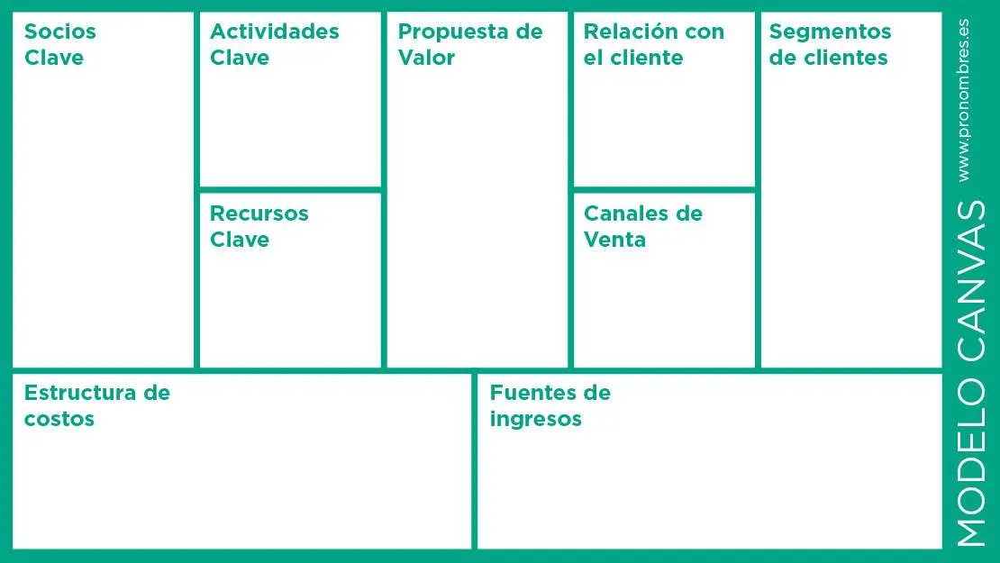 Socios
Clave
Actividades
Clave
Propuesta de
Valor
Relación con
el cliente
Segmentos
de clientes
Recursos
Clave
Canales de
Venta
Estructura de
costos
Fuentes de
ingresos
MODELO CANVAS www.pronombres.es